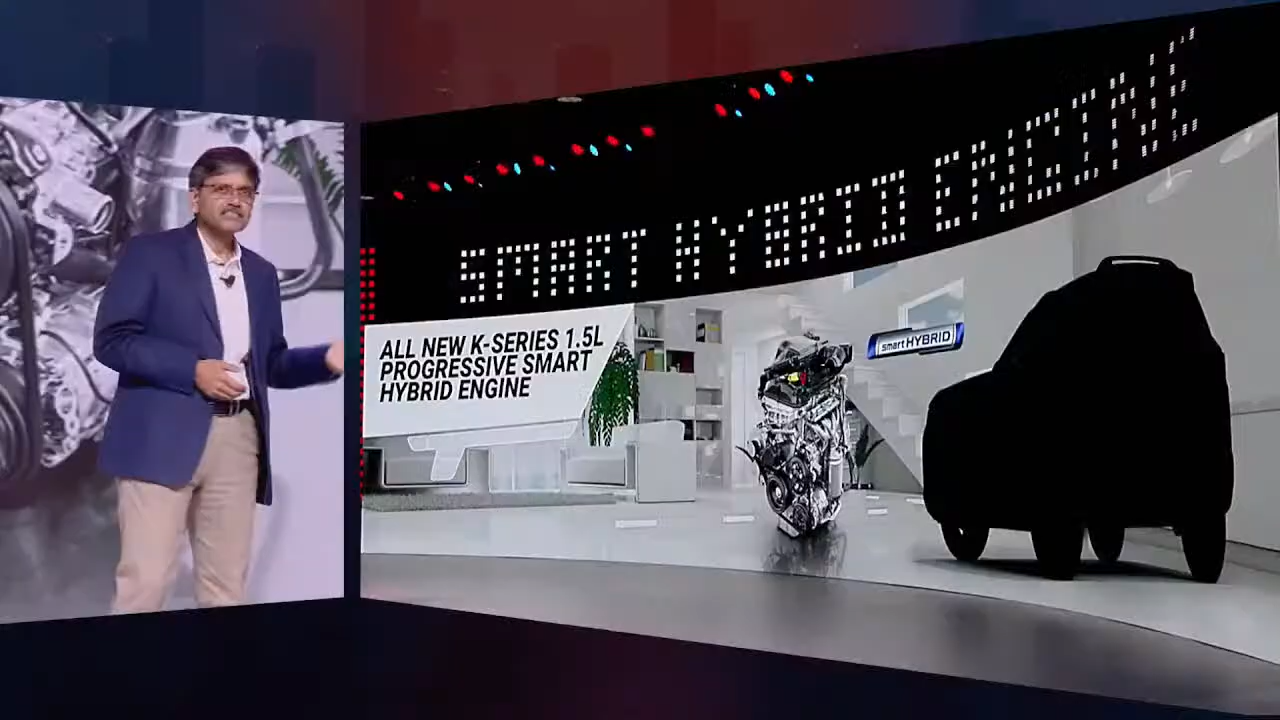 SMART HYBRID ENGINE
ALL NEW K-SERIES 1.5L
PROGRESSIVE SMART
HYBRID ENGINE
smart HYBRID